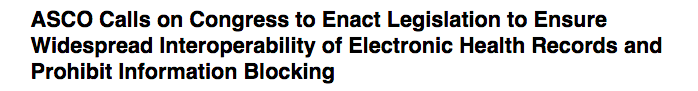 ASCO Calls on Congress to Enact Legislation to Ensure
Widespread Interoperability of Electronic Health Records and
Prohibit Information Blocking